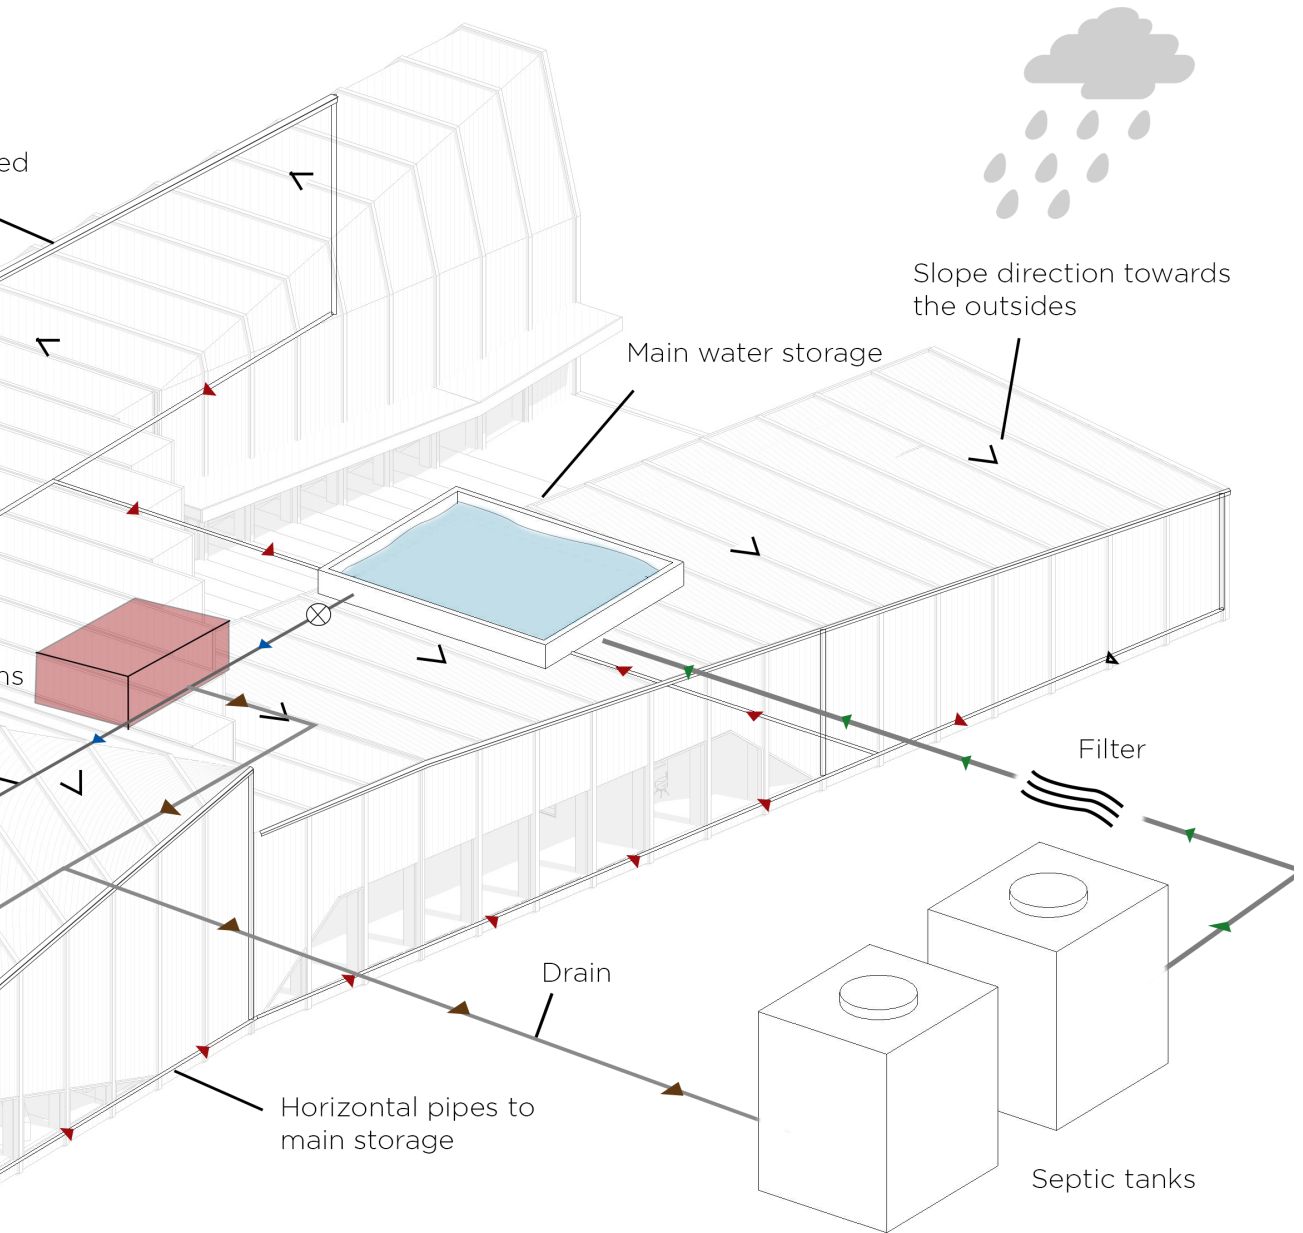 ed
Slope direction towards
the outsides
Main water storage
ns
Filter
Drain
Horizontal pipes to
main storage
Septic tanks